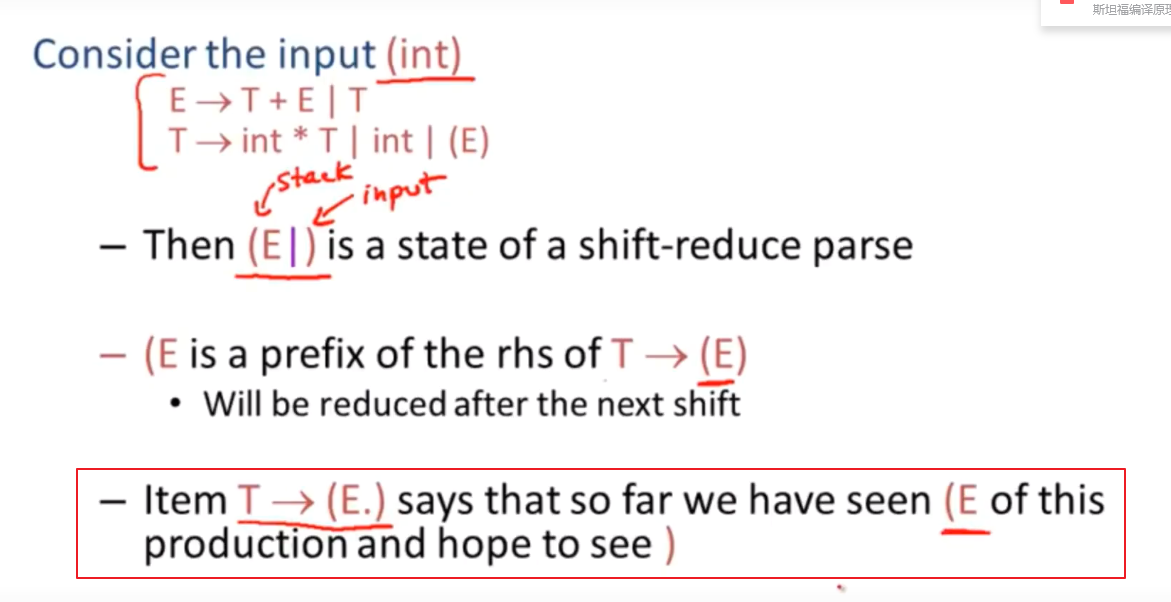 斯坦福编译原理
Consider the input (int)
E → T + E | T
T → int * T | int | (E)
stack
input
– Then (E|) is a state of a shift-reduce parse
– (E is a prefix of the rhs of T → (E)
• Will be reduced after the next shift
– Item T → (E.) says that so far we have seen (E of this
production and hope to see )